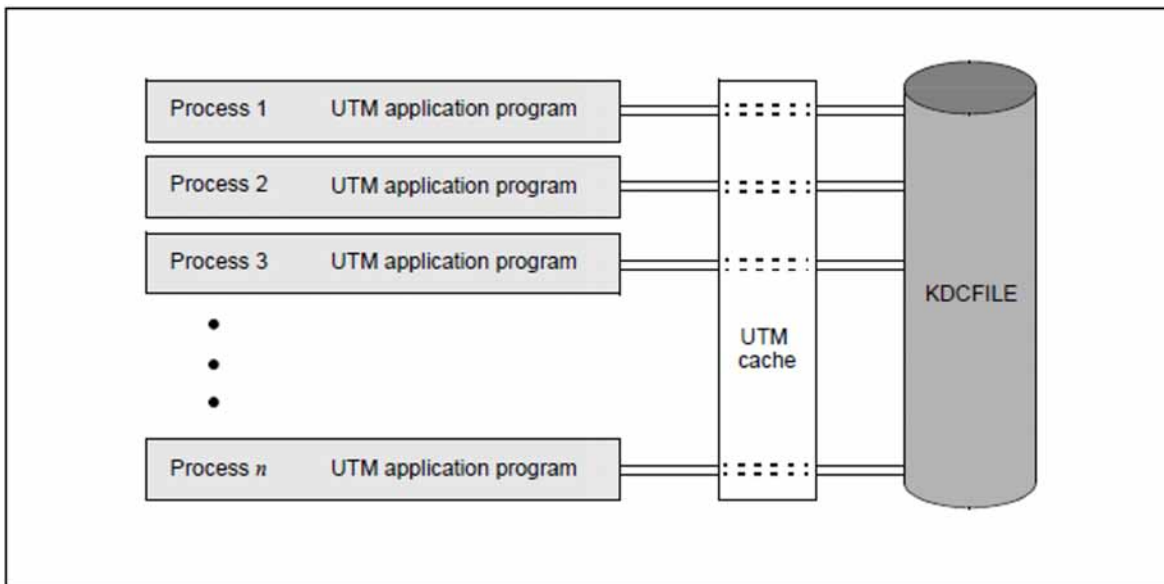 Process 1 UTM application program
Process 2 UTM application program
Process 3 UTM application program
KDCFILE
UTM
cache
Process n UTM application program